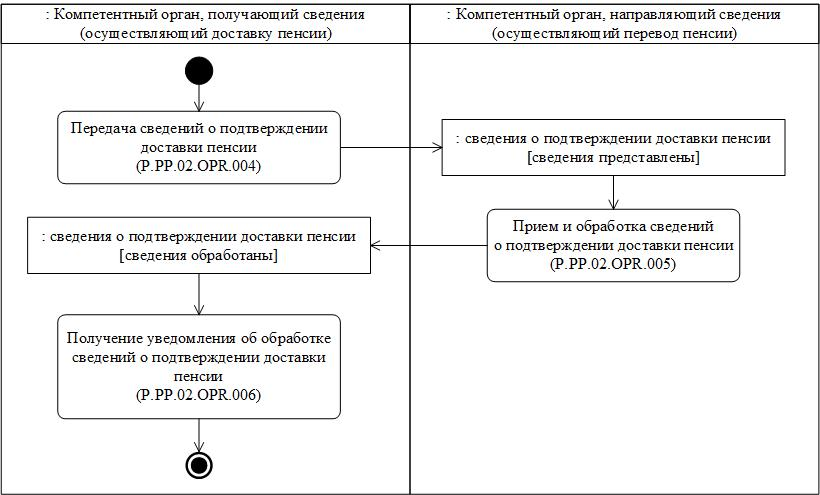 : Компетентный орган, получающий сведения
(осуществляющий доставку пенсии)
: Компетентный орган, направляющий сведения
(осуществляющий перевод пенсии)
Передача сведений о подтверждении
доставки пенсии
(P.PP.02.OPR.004)
: сведения о подтверждении доставки пенсии
[сведения представлены]
Прием и обработка сведений
о подтверждении доставки пенсии
(P.PP.02.OPR.005)
: сведения о подтверждении доставки пенсии
[сведения обработаны]
Получение уведомления об обработке
сведений о подтверждении доставки
пенсии
(P.PP.02.OPR.006)